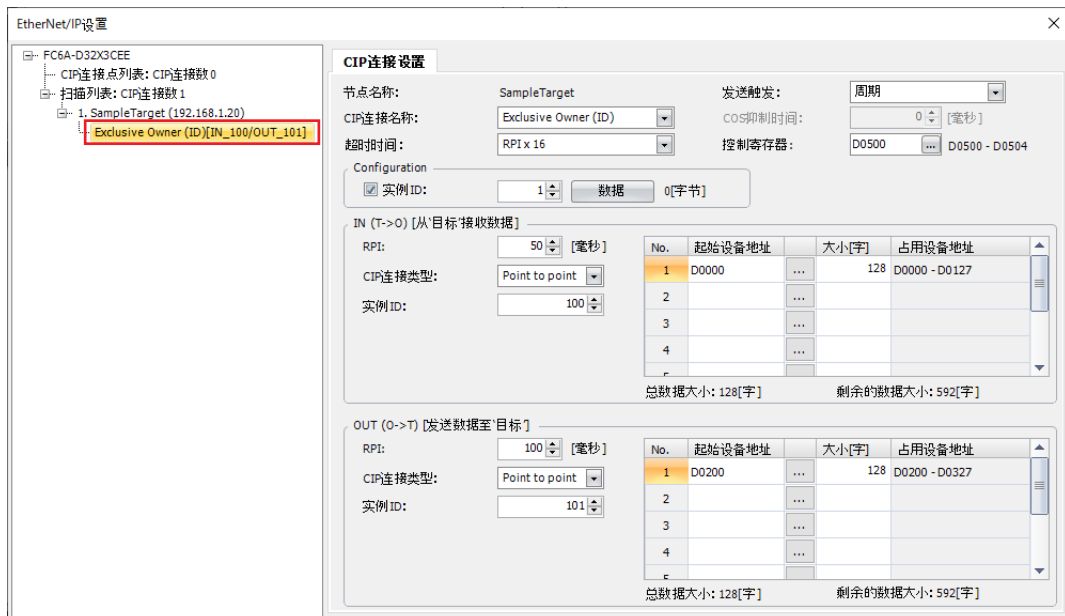 EtherNet/IP设置
FC6A-D32X3CEE
CIP连接点列表: CIP连接数 0
扫描列表: CIP连接数 1
1. SampleTarget (192.168.1.20)
Exclusive Owner (ID)[IN_100/OUT_101]
CIP连接设置
节点名称: SampleTarget 发送触发: 周期
CIP连接名称: Exclusive Owner (ID) COS抑制时间: 0 [毫秒]
超时时间: RPI x 16 控制寄存器: D0500 ... D0500 - D0504
Configuration
实例 ID: 1 数据 0[字节]
IN (T->O) [从'目标'接收数据]
RPI: 50 [毫秒]
CIP连接类型: Point to point
实例 ID: 100
No. 起始设备地址 大小[字] 占用设备地址
1 D0000 ... 128 D0000 - D0127
2 ...
3 ...
4 ...
总数据大小: 128[字] 剩余的数据大小: 592[字]
OUT (O->T) [发送数据至'目标']
RPI: 100 [毫秒]
CIP连接类型: Point to point
实例 ID: 101
No. 起始设备地址 大小[字] 占用设备地址
1 D0200 ... 128 D0200 - D0327
2 ...
3 ...
4 ...
总数据大小: 128[字] 剩余的数据大小: 592[字]